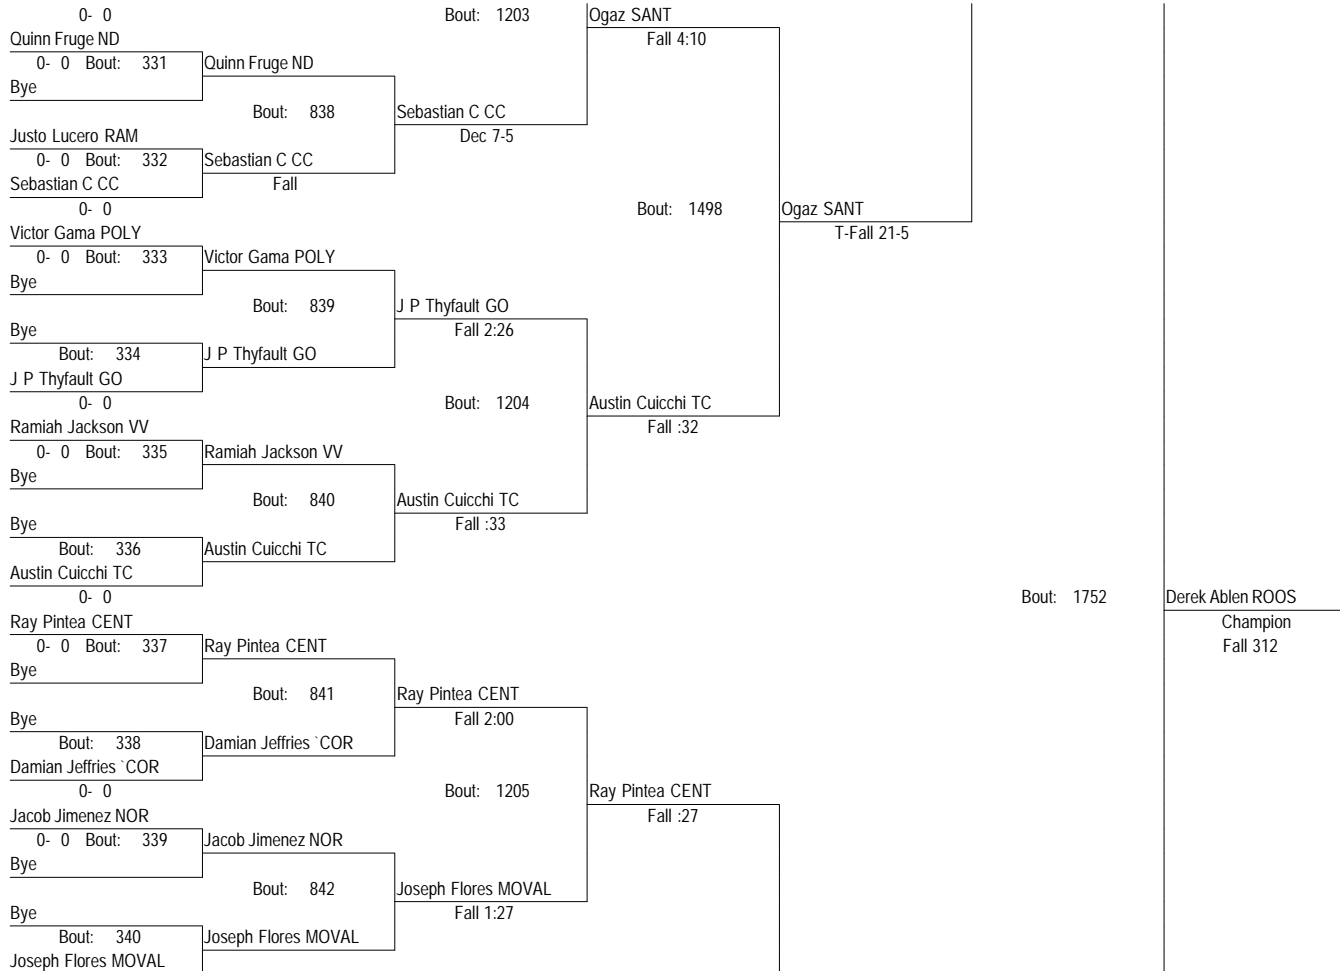 0- 0 Bout: 1203 Ogaz SANT
Quinn Fruge ND Fall 4:10
0- 0 Bout: 331 Quinn Fruge ND
Bye
Bout: 838 Sebastian C CC
Justo Lucero RAM Dec 7-5
0- 0 Bout: 332 Sebastian C CC
Sebastian C CC Fall
0- 0 Bout: 1498 Ogaz SANT
Victor Gama POLY T-Fall 21-5
0- 0 Bout: 333 Victor Gama POLY
Bye
Bout: 839 J P Thyfault GO
Bye Fall 2:26
Bout: 334 J P Thyfault GO
J P Thyfault GO
0- 0 Bout: 1204 Austin Cuicchi TC
Ramiah Jackson VV Fall :32
0- 0 Bout: 335 Ramiah Jackson VV
Bye
Bout: 840 Austin Cuicchi TC
Bye Fall :33
Bout: 336 Austin Cuicchi TC
Austin Cuicchi TC
0- 0 Bout: 1752 Derek Ablen ROOS
Ray Pintea CENT Champion
0- 0 Bout: 337 Ray Pintea CENT Fall 312
Bye
Bout: 841 Ray Pintea CENT
Bye Fall 2:00
Bout: 338 Damian Jeffries `COR
Damian Jeffries `COR
0- 0 Bout: 1205 Ray Pintea CENT
Jacob Jimenez NOR Fall :27
0- 0 Bout: 339 Jacob Jimenez NOR
Bye
Bout: 842 Joseph Flores MOVAL
Bye Fall 1:27
Bout: 340 Joseph Flores MOVAL
Joseph Flores MOVAL